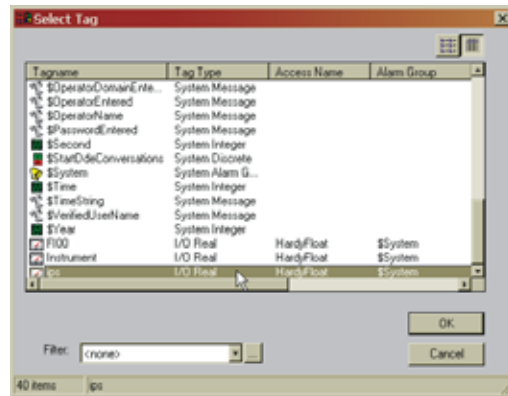 Select Tag
Tagname Tag Type Access Name Alarm Group
$OperatorDomainEnte... System Message
$OperatorEntered System Message
$OperatorName System Message
$PasswordEntered System Message
$Second System Integer
$StartDdeConversations System Discrete
$System System Alarm G...
$Time System Integer
$TimeString System Message
$VerifiedUserName System Message
$Year System Integer
FI00 I/O Real HardyFloat $System
Instrument I/O Real HardyFloat $System
ips I/O Real HardyFloat $System
OK
Filter: <none> ...
Cancel
40 items ips